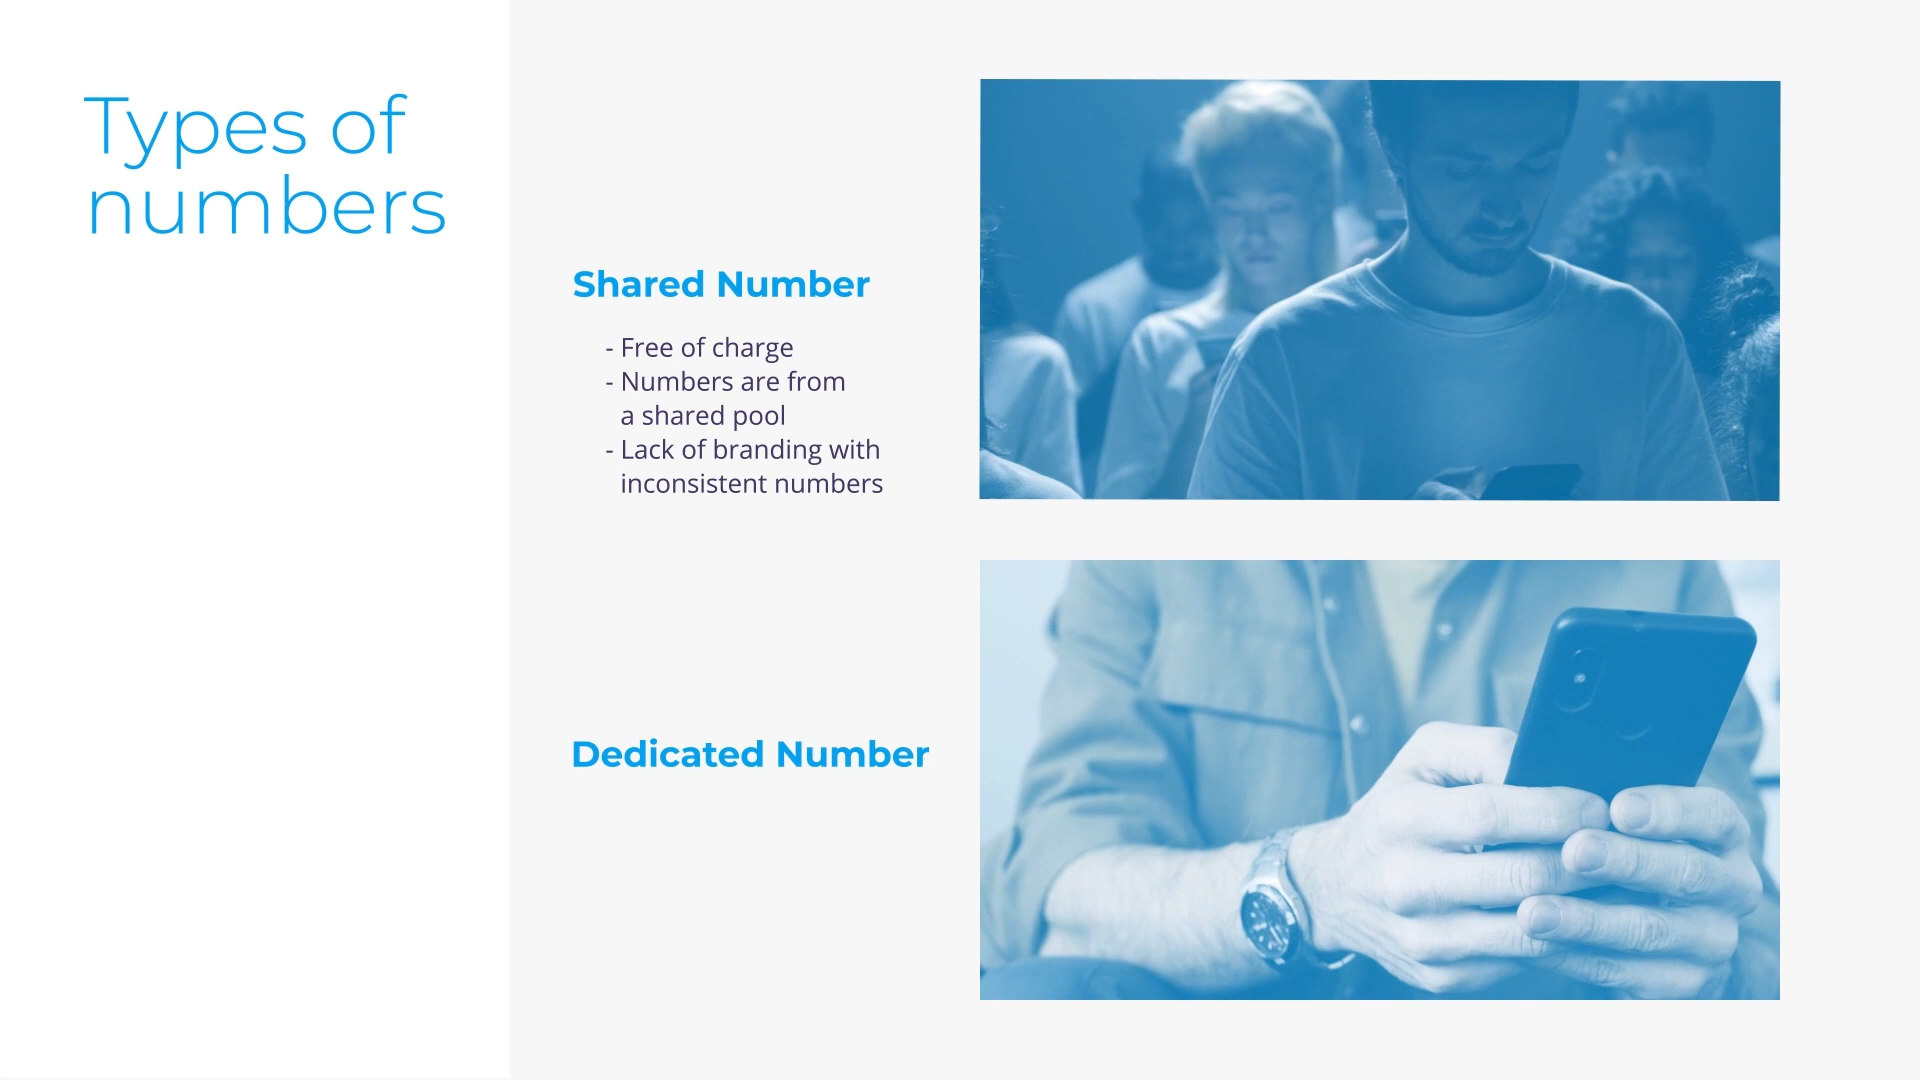 Types of
numbers
Shared Number
- Free of charge
- Numbers are from
a shared pool
- Lack of branding with
inconsistent numbers
Dedicated Number